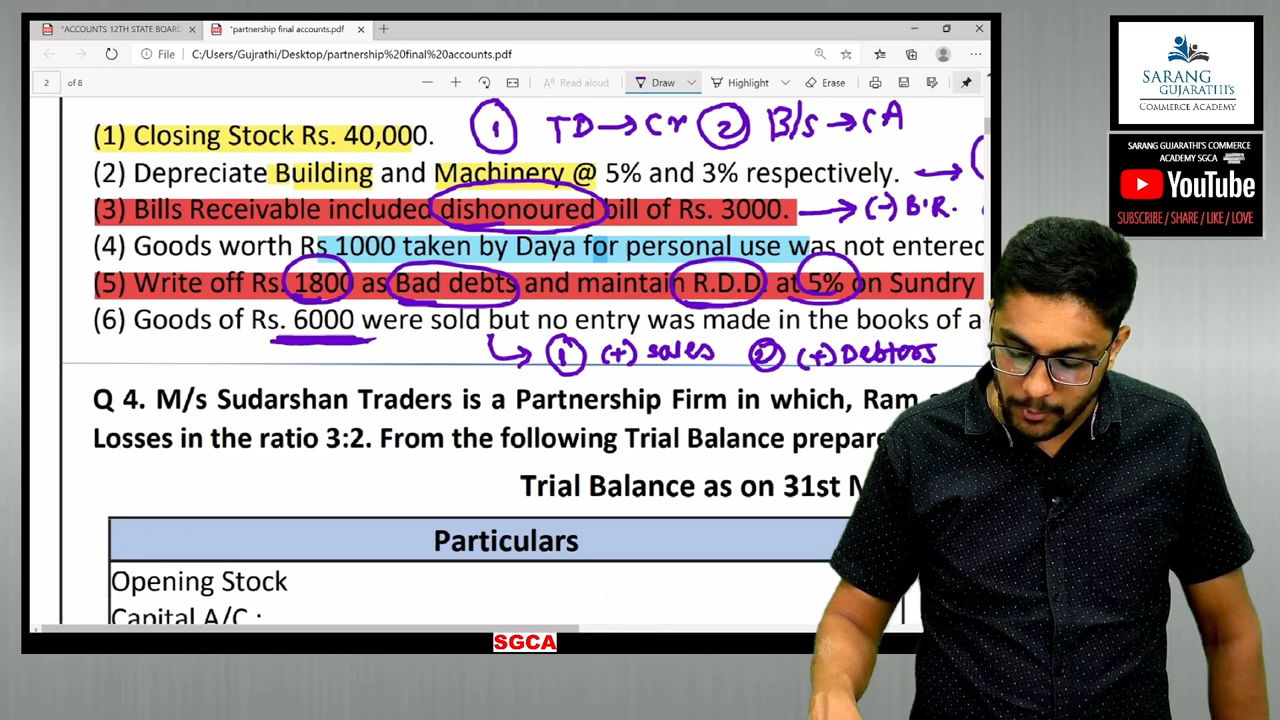 *ACCOUNTS 12TH STATE BOARD
*partnership final accounts.pdf
File
C:/Users/Gujrathi/Desktop/partnership%20final%20accounts.pdf
2 of 8
Read aloud
Draw
Highlight
Erase
① TD→Cr ② B/S→CA
(1) Closing Stock Rs. 40,000.
(2) Depreciate Building and Machinery @ 5% and 3% respectively.
(3) Bills Receivable included dishonoured bill of Rs. 3000. → (-) B.R.
(4) Goods worth Rs 1000 taken by Daya for personal use was not entered
(5) Write off Rs. 1800 as Bad debts and maintain R.D.D. at 5% on Sundry
(6) Goods of Rs. 6000 were sold but no entry was made in the books of a
① (+) sales ② (+) Debtors
Q 4. M/s Sudarshan Traders is a Partnership Firm in which, Ram
Losses in the ratio 3:2. From the following Trial Balance prepare
Trial Balance as on 31st M
Particulars
Opening Stock
Capital A/C :
SGCA
SARANG
GUJARATHI'S
COMMERCE ACADEMY
SARANG GUJARATHI'S COMMERCE
ACADEMY SGCA
YouTube
SUBSCRIBE / SHARE / LIKE / LOVE